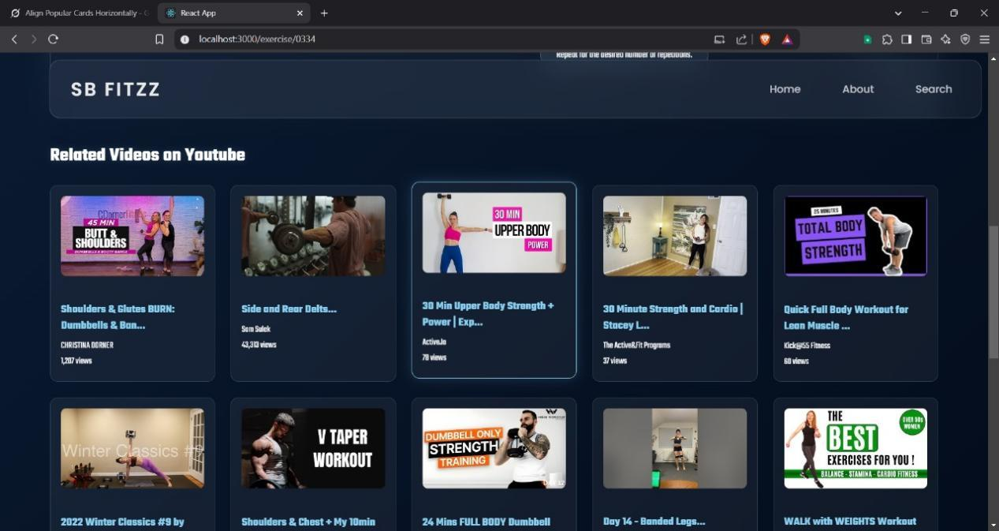 Align Popular Cards Horizontally - G
React App
localhost:3000/exercise/0334
Repeat for the desired number of repetitions.
SB FITZZ
Home
About
Search
Related Videos on Youtube
45 MIN
BUTT &
SHOULDERS
30 MIN
UPPER BODY
POWER
25 MINUTES
TOTAL BODY
STRENGTH
Shoulders & Glutes BURN:
Dumbbells & Ban...
CHRISTINA DORNER
1,207 views
Side and Rear Delts...
Sam Sulek
43,313 views
30 Min Upper Body Strength +
Power | Exp...
ActiveJa
78 views
30 Minute Strength and Cardio |
Stacey L...
The Active&Fit Programs
37 views
Quick Full Body Workout for
Lean Muscle ...
Kick@55 Fitness
60 views
Winter Classics #9
V TAPER
WORKOUT
DUMBBELL ONLY
STRENGTH
TRAINING
DAY 12
THE
BEST
EXERCISES FOR YOU !
BALANCE - STAMINA - CARDIO FITNESS
OVER 50s
WOMEN
2022 Winter Classics #9 by
Shoulders & Chest + My 10min
24 Mins FULL BODY Dumbbell
Day 14 - Banded Legs...
WALK with WEIGHTS Workout